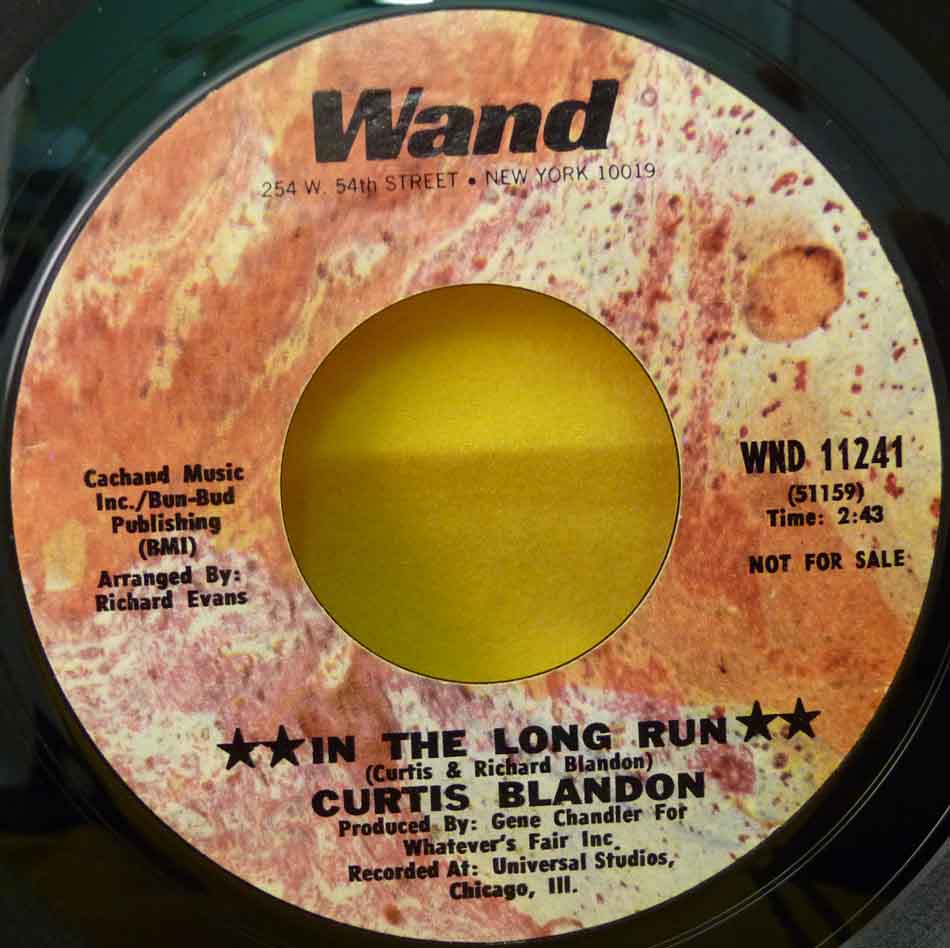 Wand
254 W. 54th STREET • NEW YORK 10019
Cachand Music
Inc./Bun-Bud
Publishing
(BMI)
Arranged By:
Richard Evans
WND 11241
(51159)
Time: 2:43
NOT FOR SALE
★★IN THE LONG RUN★★
(Curtis & Richard Blandon)
CURTIS BLANDON
Produced By: Gene Chandler For
Whatever's Fair Inc.
Recorded At: Universal Studios,
Chicago, Ill.